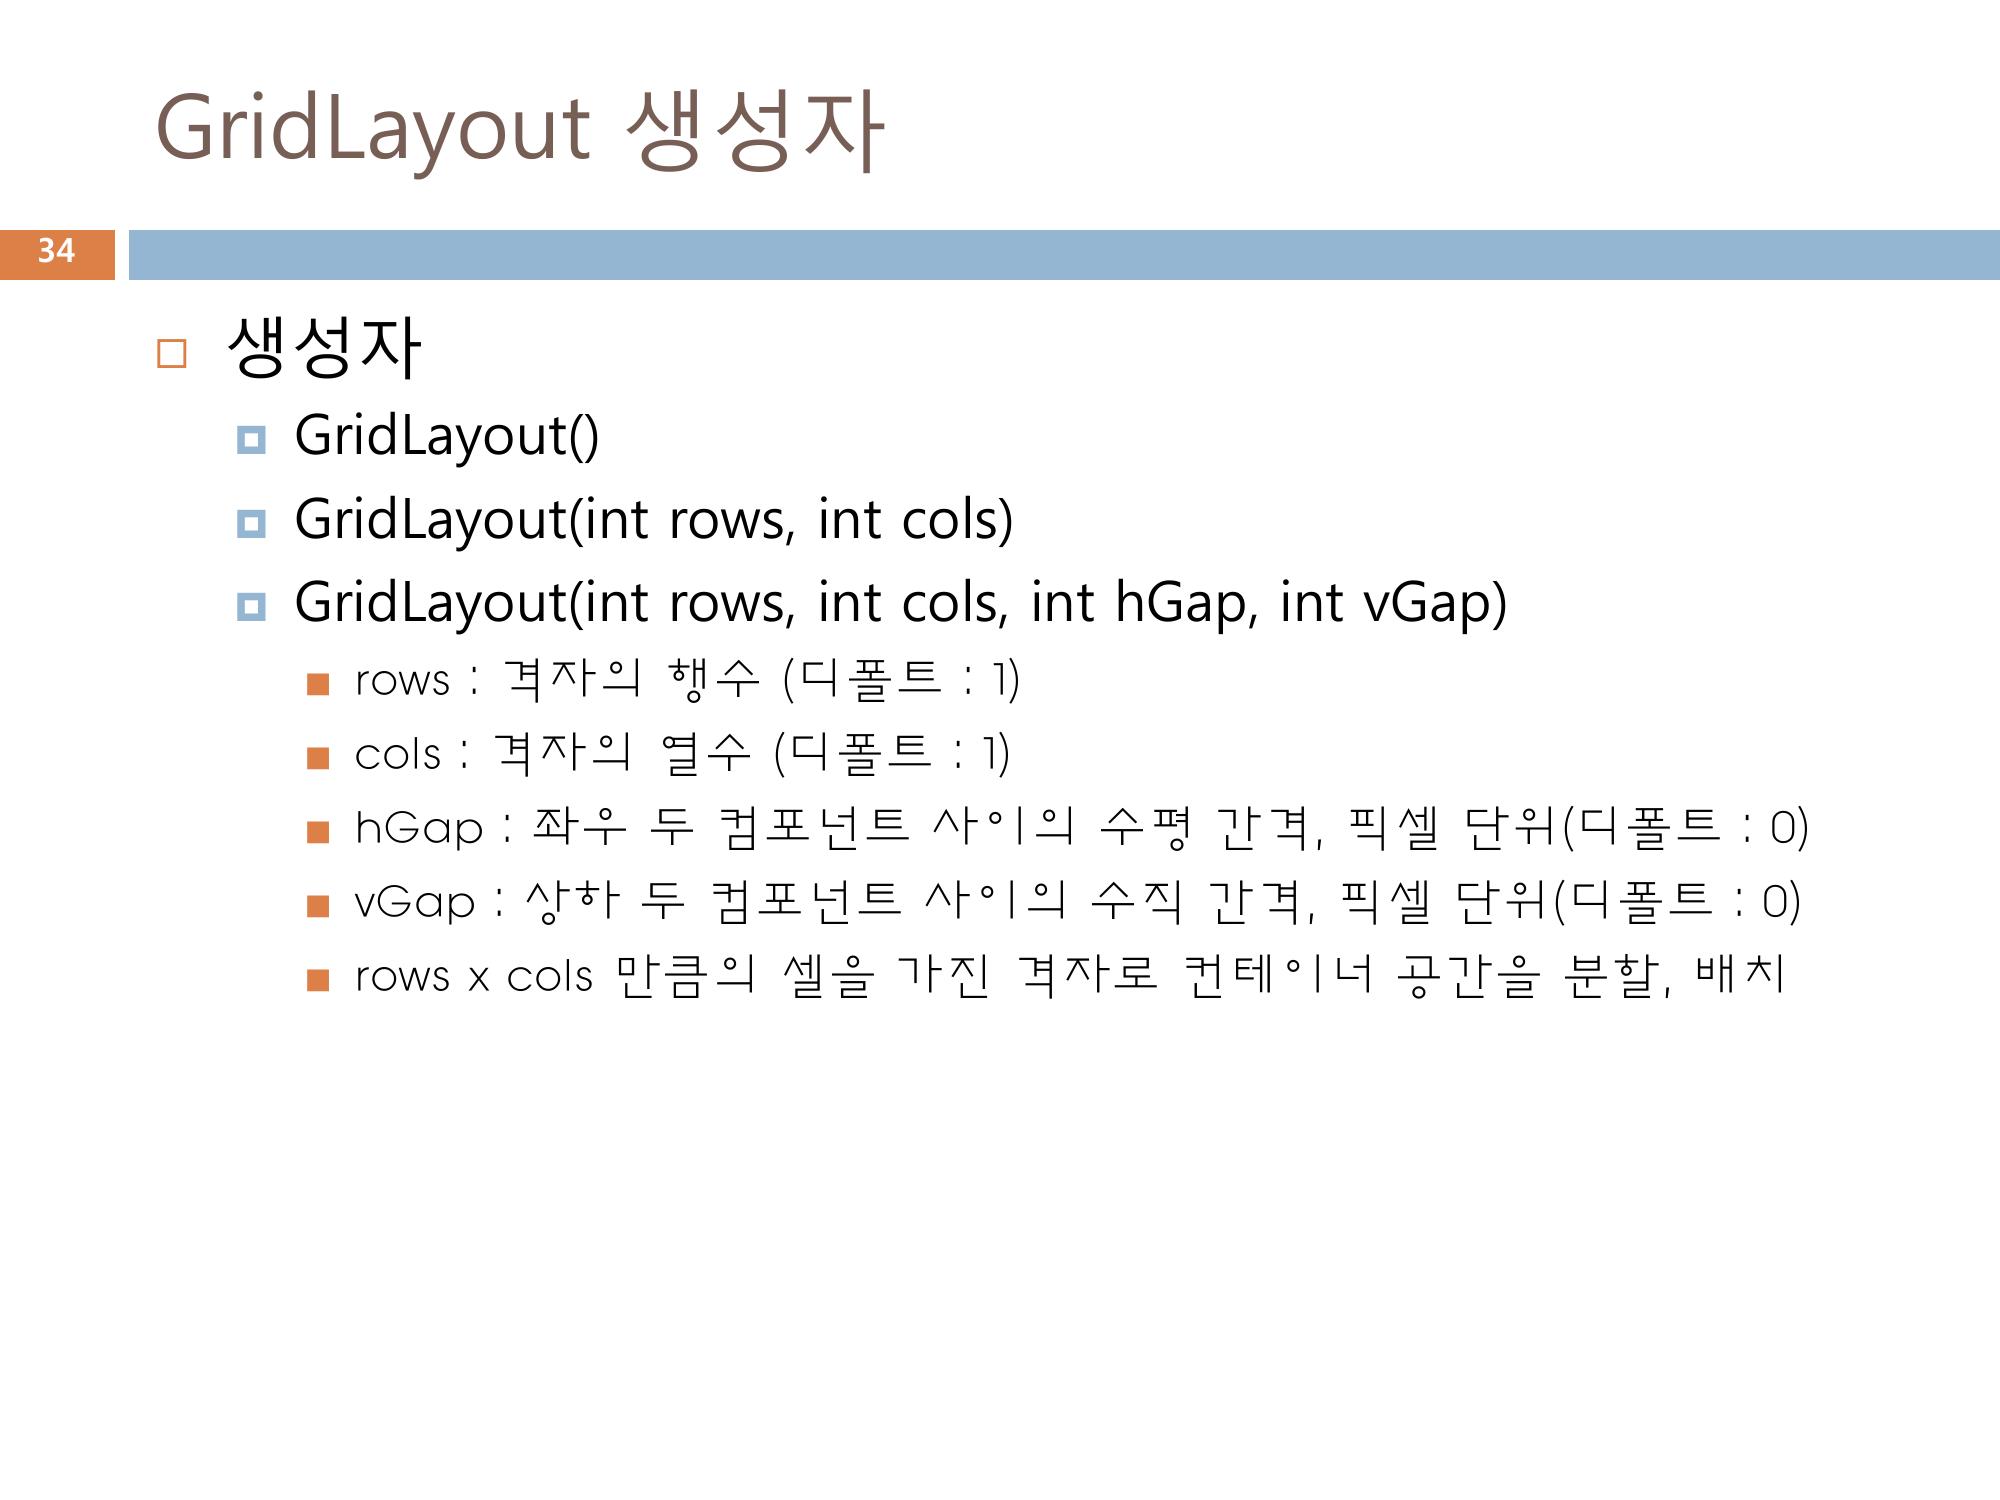 GridLayout 생성자
34
생성자
GridLayout()
GridLayout(int rows, int cols)
GridLayout(int rows, int cols, int hGap, int vGap)
rows : 격자의 행수 (디폴트 : 1)
cols : 격자의 열수 (디폴트 : 1)
hGap : 좌우 두 컴포넌트 사이의 수평 간격, 픽셀 단위(디폴트 : 0)
vGap : 상하 두 컴포넌트 사이의 수직 간격, 픽셀 단위(디폴트 : 0)
rows x cols 만큼의 셀을 가진 격자로 컨테이너 공간을 분할, 배치